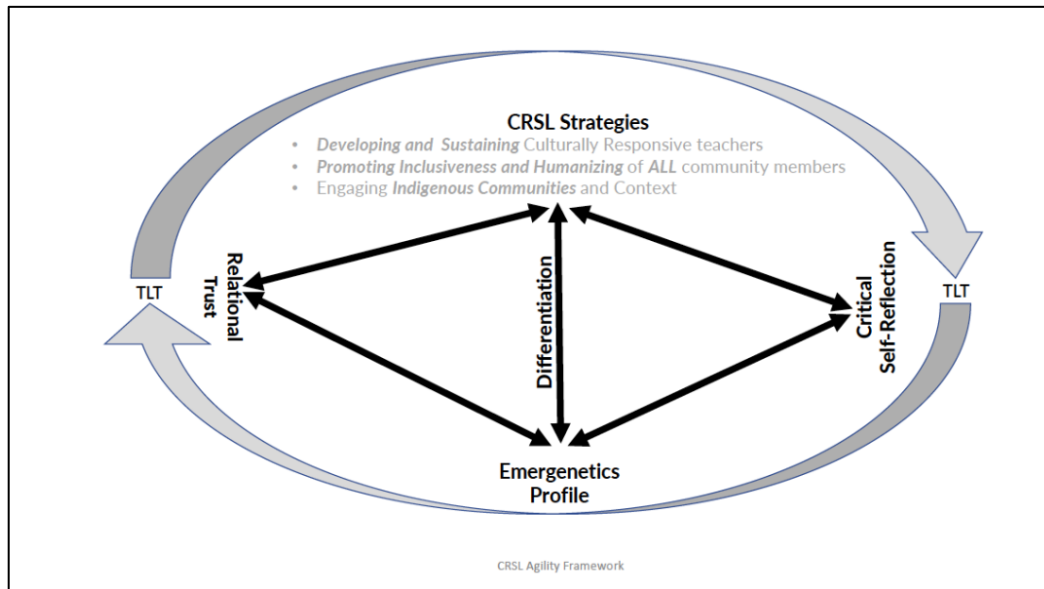 CRSL Strategies
• Developing and Sustaining Culturally Responsive teachers
• Promoting Inclusiveness and Humanizing of ALL community members
• Engaging Indigenous Communities and Context
TLT
Relational
Trust
Differentiation
Critical
Self-Reflection
TLT
Emergenetics
Profile
CRSL Agility Framework